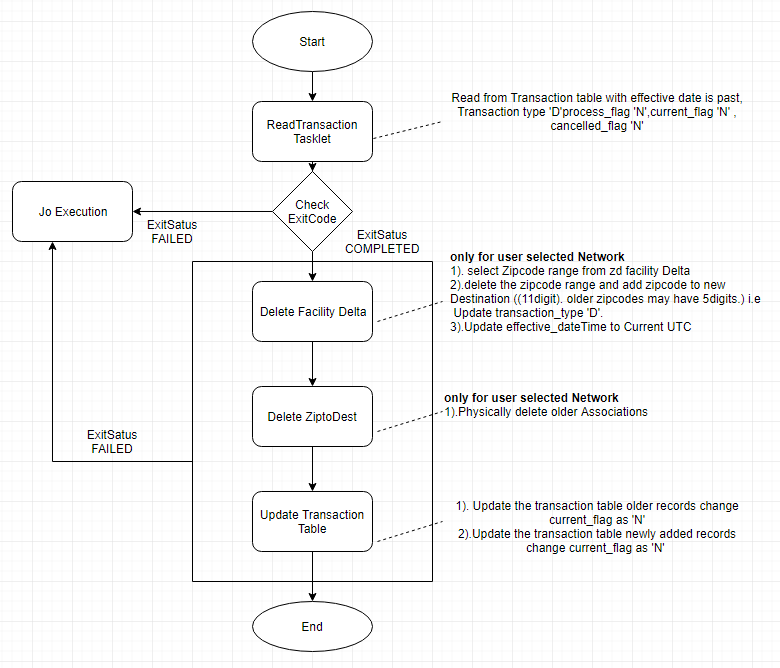 Start
Read from Transaction table with effective date is past,
Transaction type 'D'process_flag 'N',current_flag 'N' ,
cancelled_flag 'N'
ReadTransaction
Tasklet
Check
ExitCode
Jo Execution
ExitSatus
FAILED
ExitSatus
COMPLETED
only for user selected Network
1). select Zipcode range from zd facility Delta
2).delete the zipcode range and add zipcode to new
Destination ((11digit). older zipcodes may have 5digits.) i.e
Update transaction_type 'D'.
3).Update effective_dateTime to Current UTC
Delete Facility Delta
only for user selected Network
1).Physically delete older Associations
Delete ZiptoDest
ExitSatus
FAILED
1). Update the transaction table older records change
current_flag as 'N'
2).Update the transaction table newly added records
change current_flag as 'N'
Update Transaction
Table
End